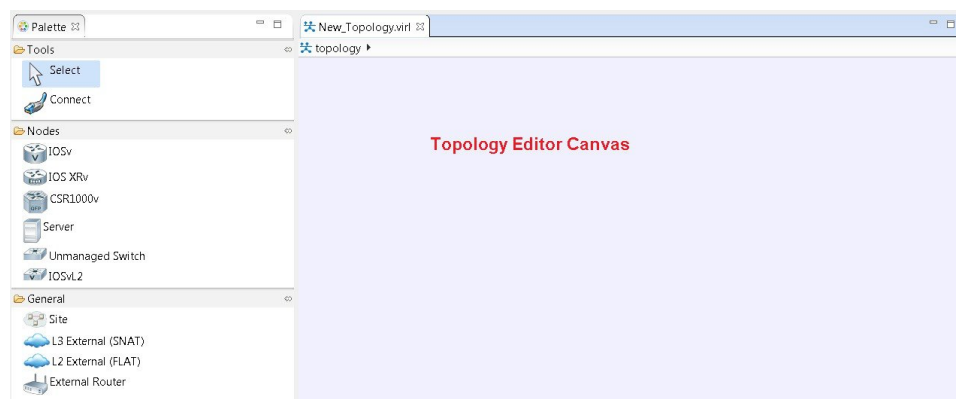 Palette
New_Topology.virl
Tools
topology
Select
Connect
Topology Editor Canvas
Nodes
IOSv
IOS XRv
CSR1000v
Server
Unmanaged Switch
IOSvL2
General
Site
L3 External (SNAT)
L2 External (FLAT)
External Router